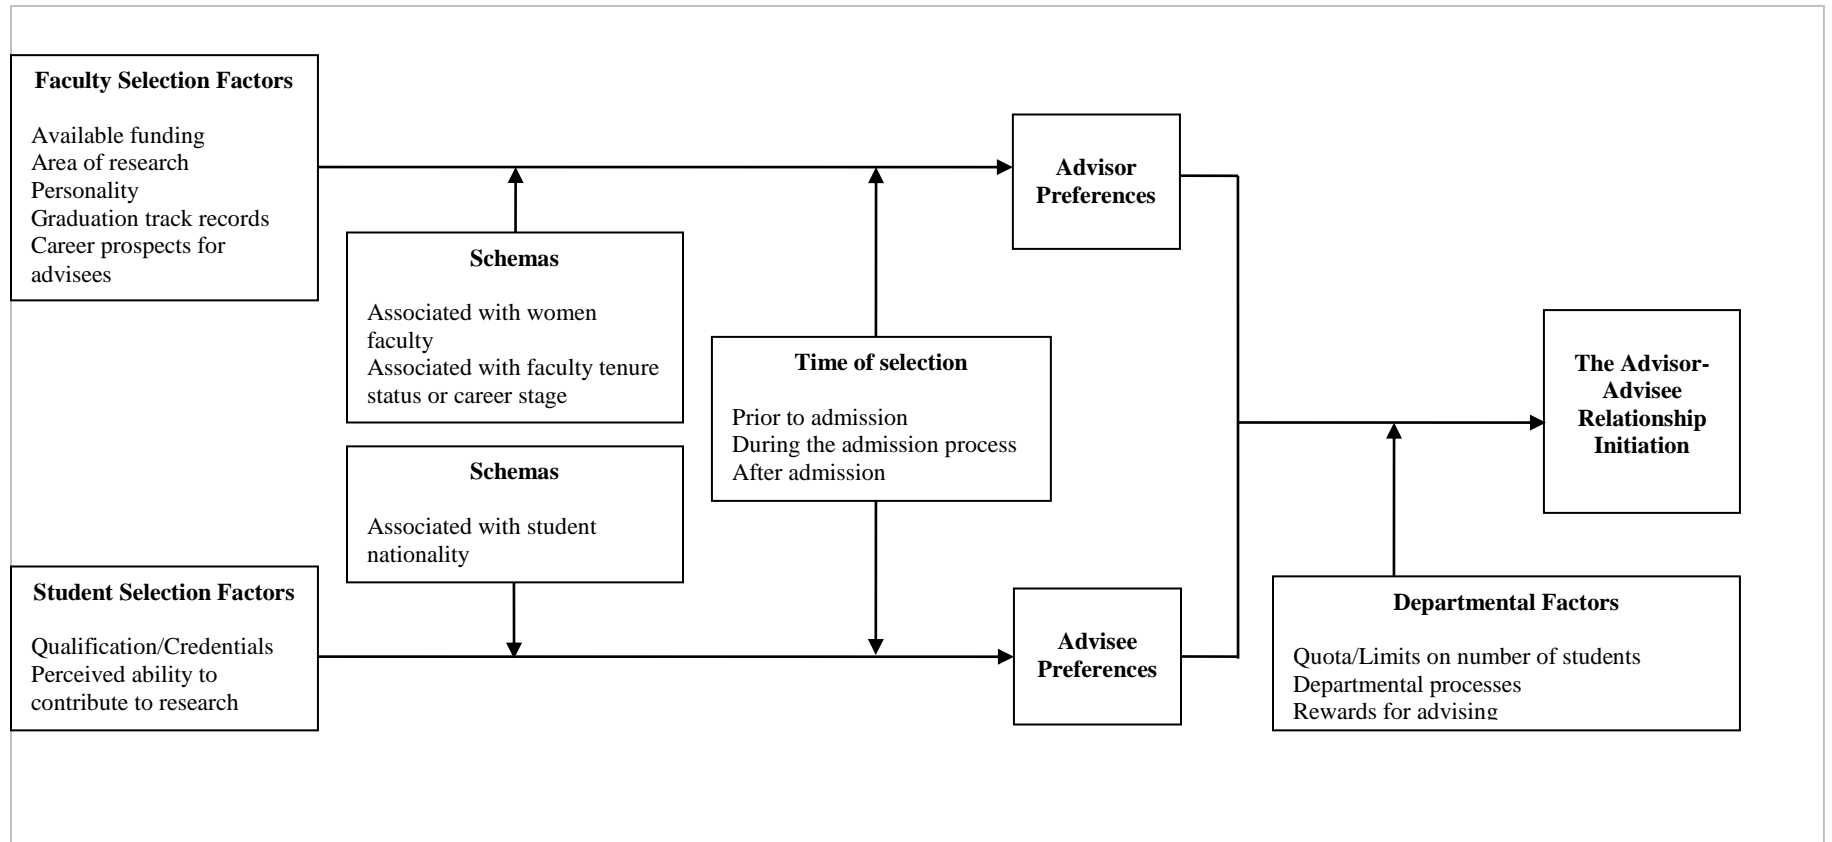 Faculty Selection Factors
Available funding
Area of research
Personality
Graduation track records
Career prospects for
advisees
Schemas
Associated with women
faculty
Associated with faculty tenure
status or career stage
Schemas
Associated with student
nationality
Student Selection Factors
Qualification/Credentials
Perceived ability to
contribute to research
Time of selection
Prior to admission
During the admission process
After admission
Advisor
Preferences
Advisee
Preferences
The Advisor-
Advisee
Relationship
Initiation
Departmental Factors
Quota/Limits on number of students
Departmental processes
Rewards for advising